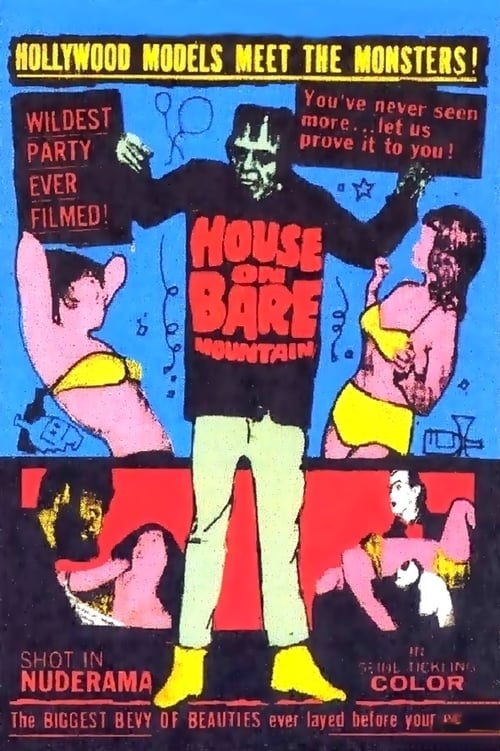 HOLLYWOOD MODELS MEET THE MONSTERS!
WILDEST
PARTY
EVER
FILMED!
You've never seen
more...let us
prove it to you!
HOUSE
ON
BARE
MOUNTAIN
SHOT IN
NUDERAMA
IN
SPINE TICKLING
COLOR
The BIGGEST BEVY OF BEAUTIES ever layed before your